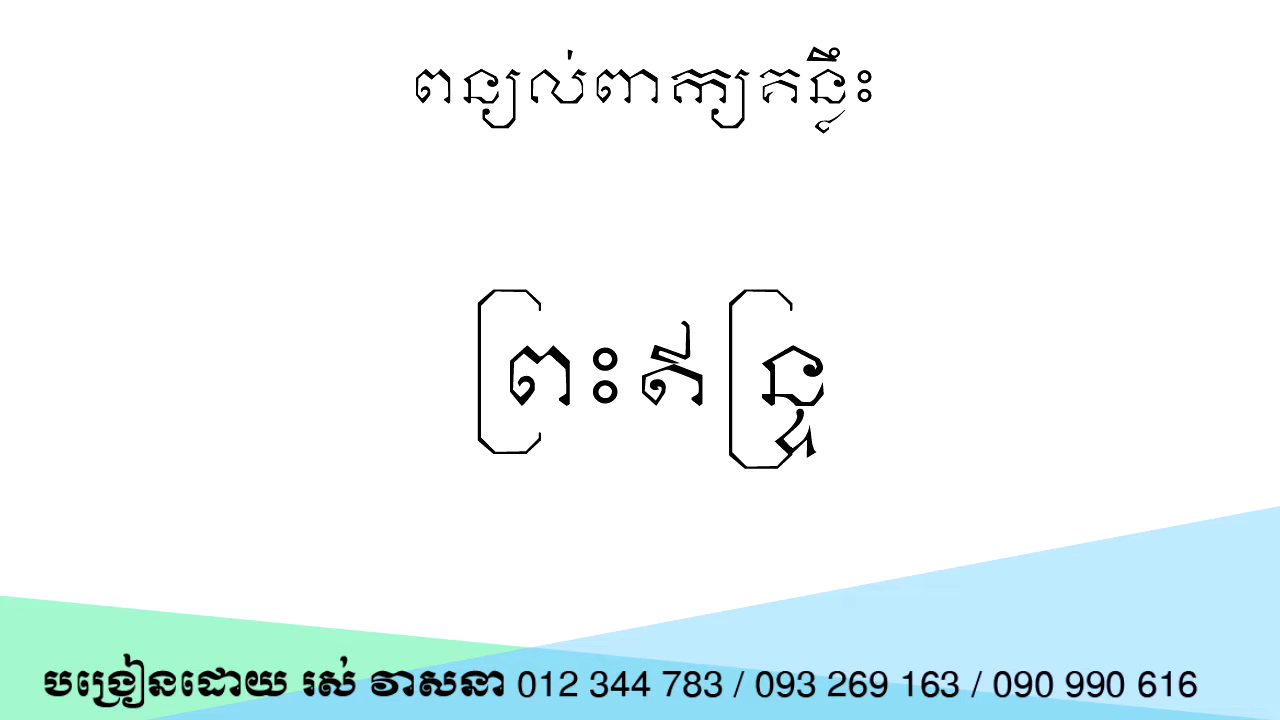 ពន្យល់ពាក្យគន្លឹះ
ព្រះឥន្ទ្រ
បង្រៀនដោយ រស់ វាសនា 012 344 783 / 093 269 163 / 090 990 616